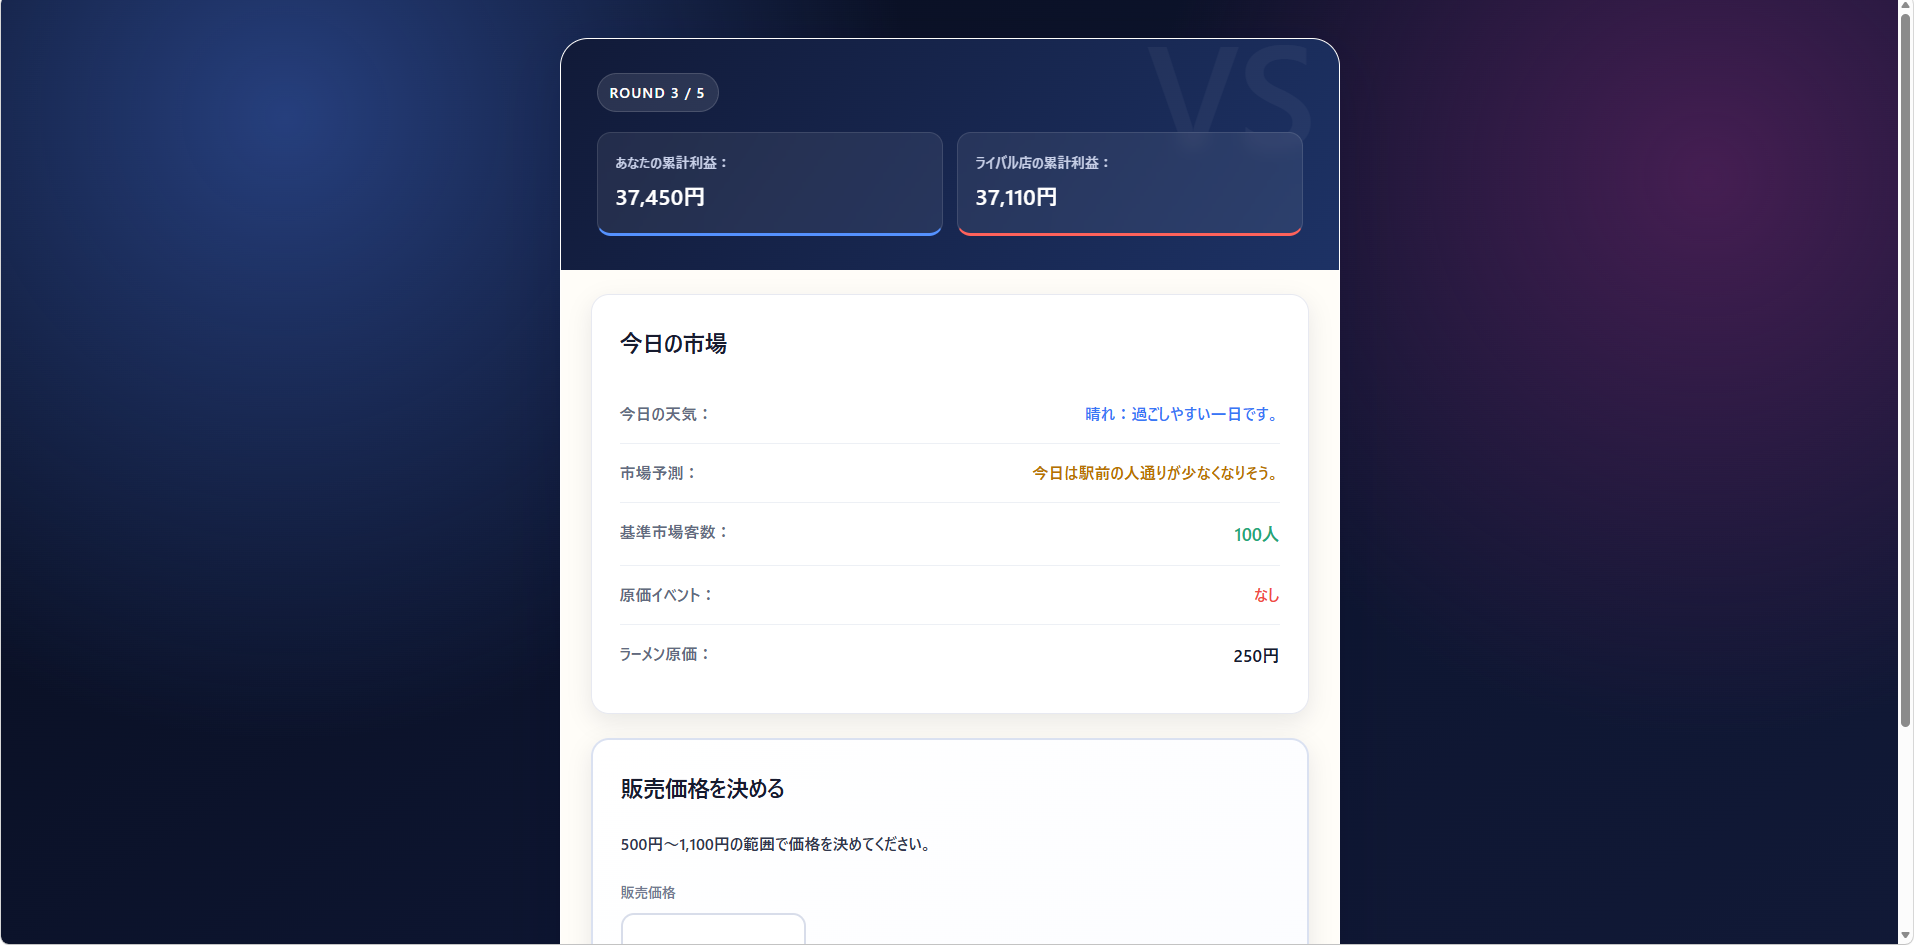 VS
ROUND 3 / 5
あなたの累計利益：
37,450円
ライバル店の累計利益：
37,110円
今日の市場
今日の天気：
晴れ：過ごしやすい一日です。
市場予測：
今日は駅前の人通りが少なくなりそう。
基準市場客数：
100人
原価イベント：
なし
ラーメン原価：
250円
販売価格を決める
500円～1,100円の範囲で価格を決めてください。
販売価格